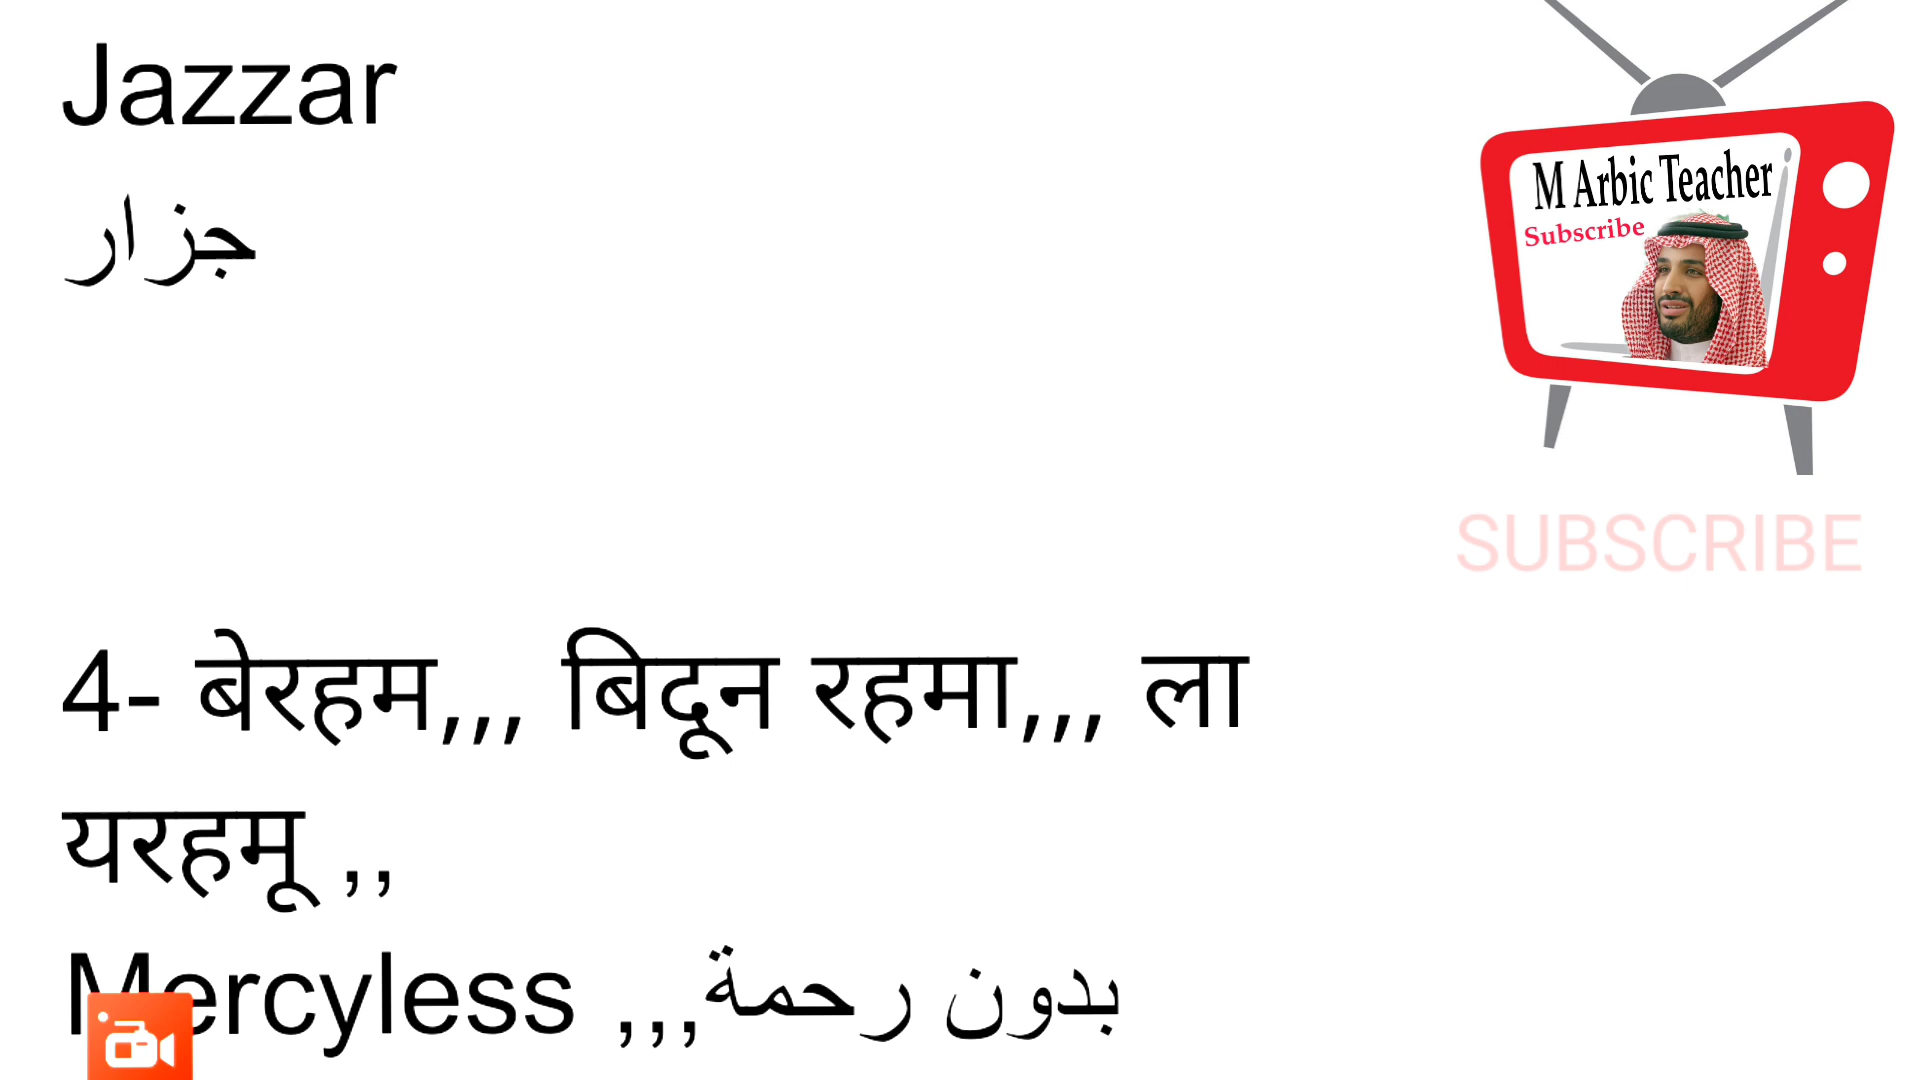 Jazzar
جزار
M Arbic Teacher
Subscribe
SUBSCRIBE
4- बेरहम,,, बिदून रहमा,,, ला
यरहमू ,,
Mercyless ,,,بدون رحمة